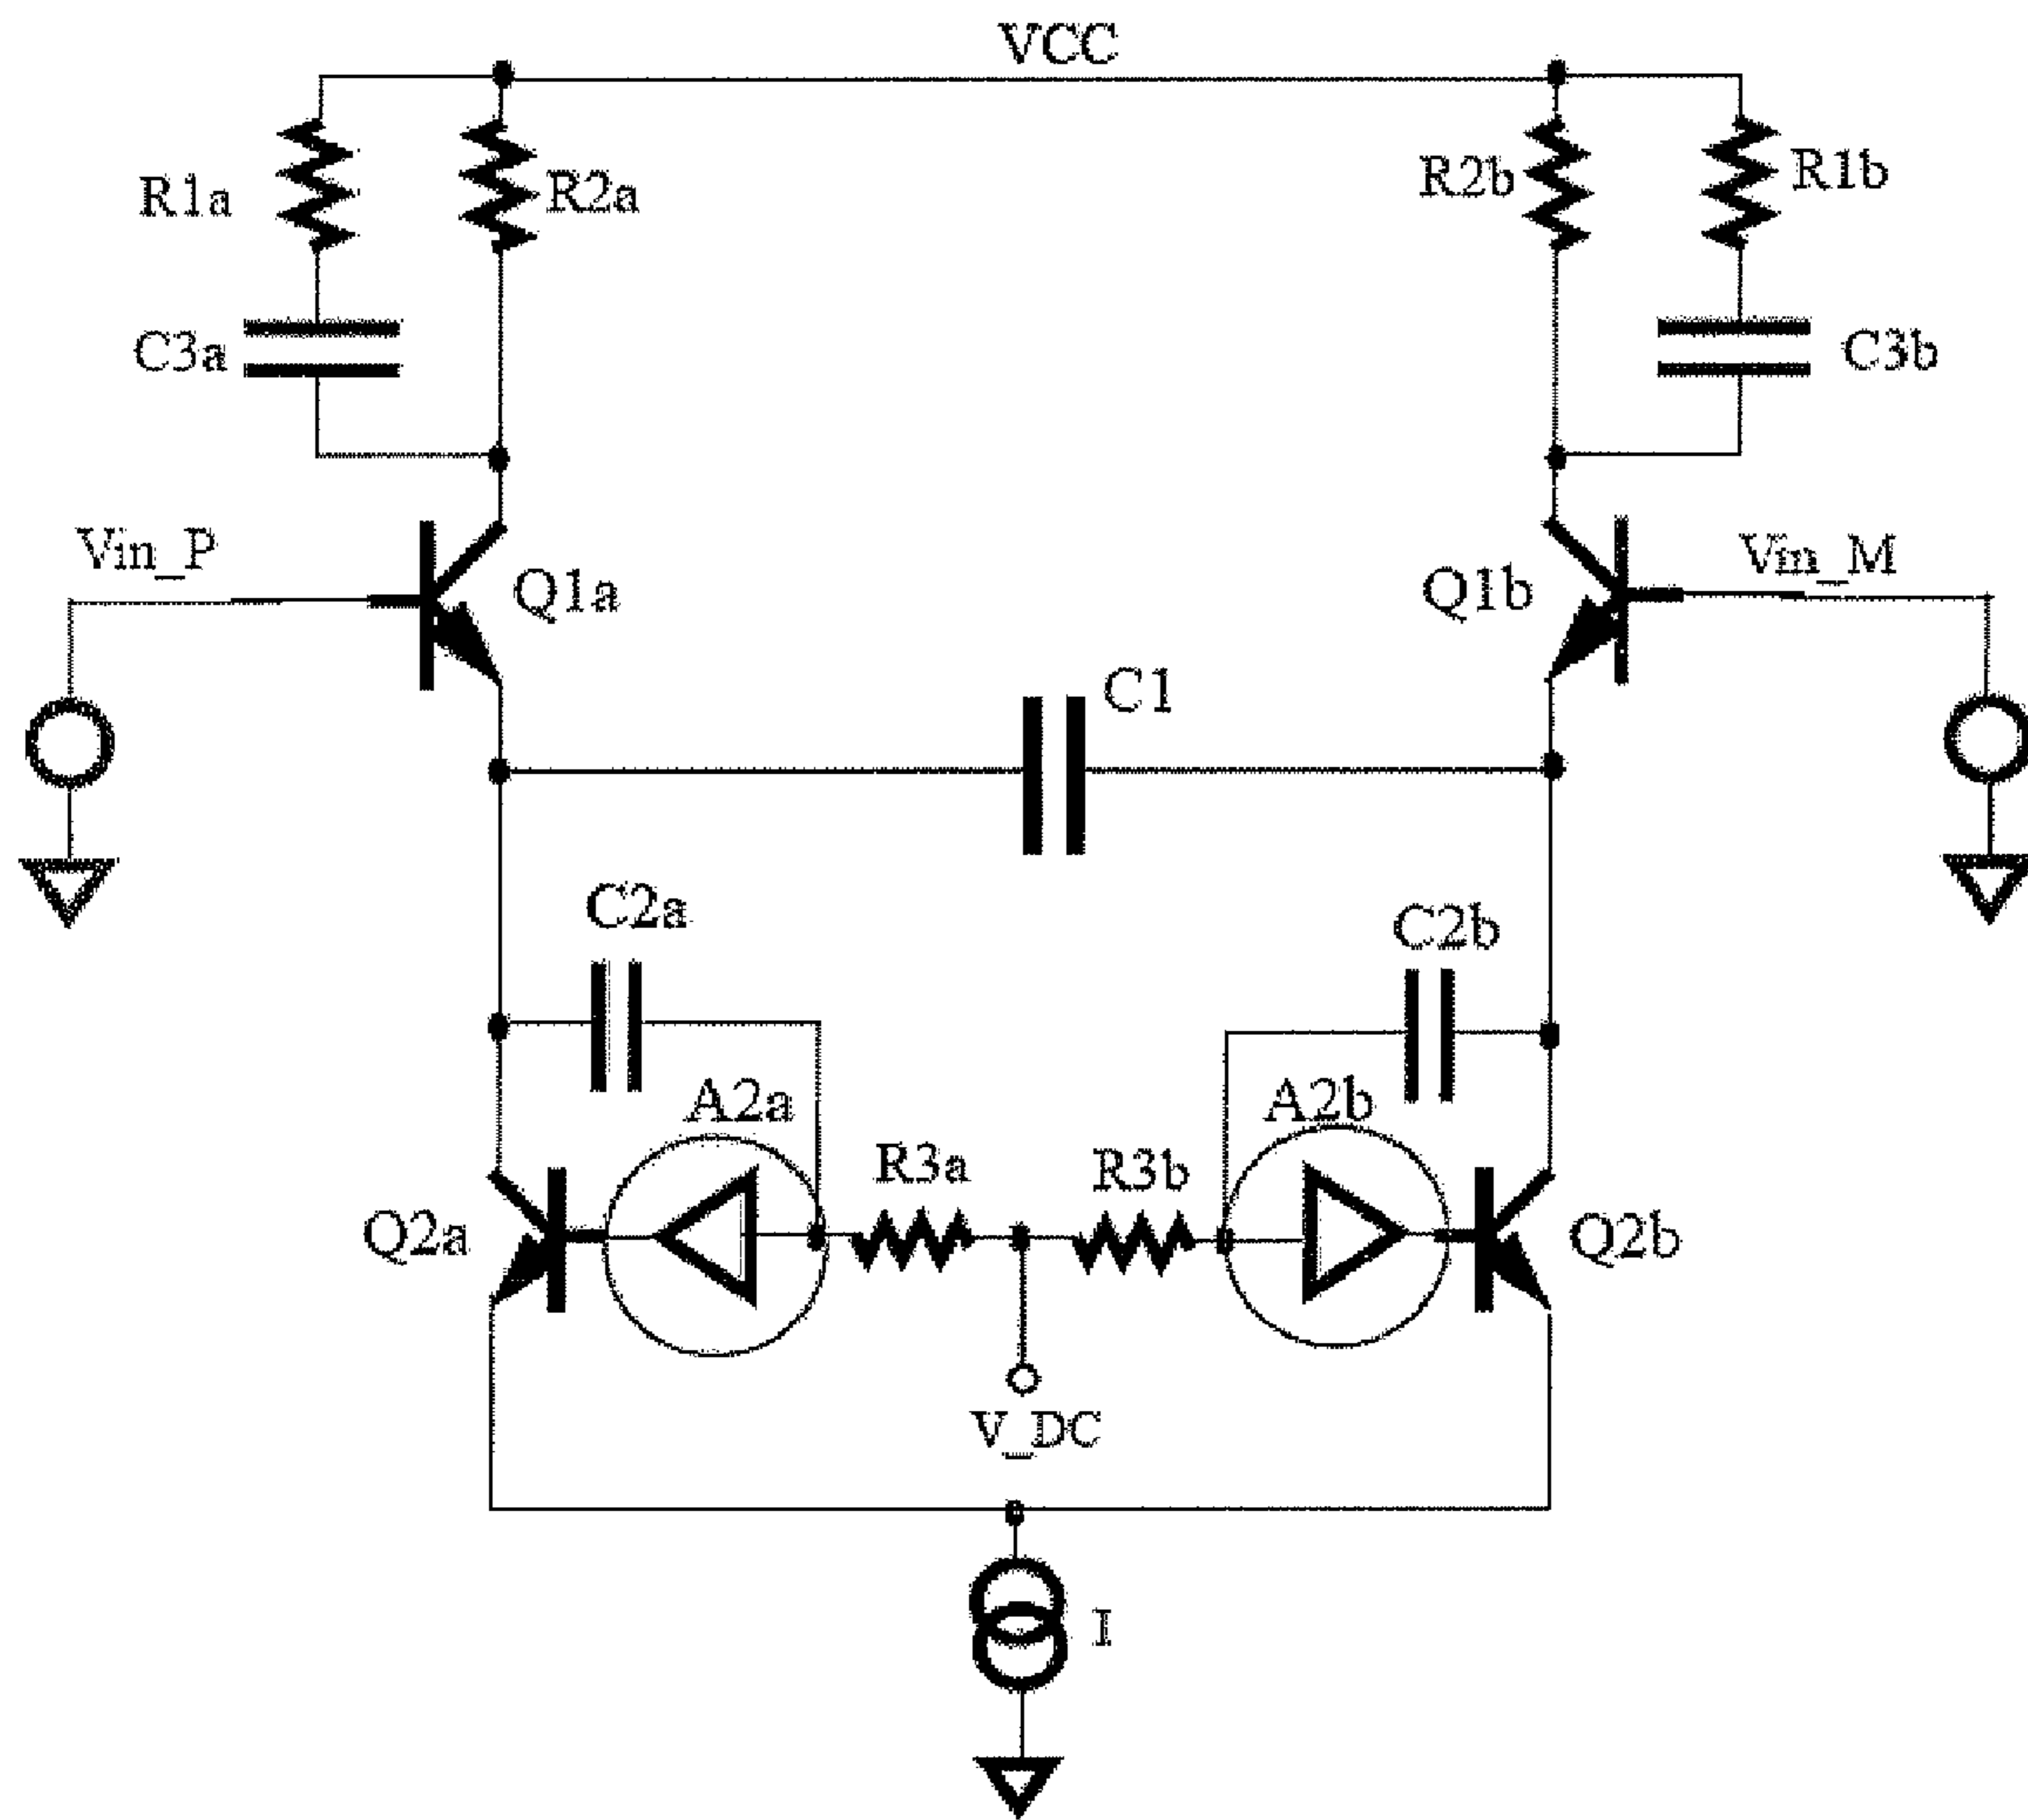 VCC
R1a
R2a
R2b
R1b
C3a
C3b
Vin_P
Q1a
Q1b
Vin_M
C1
C2a
C2b
A2a
A2b
R3a
R3b
Q2a
Q2b
V_DC
I